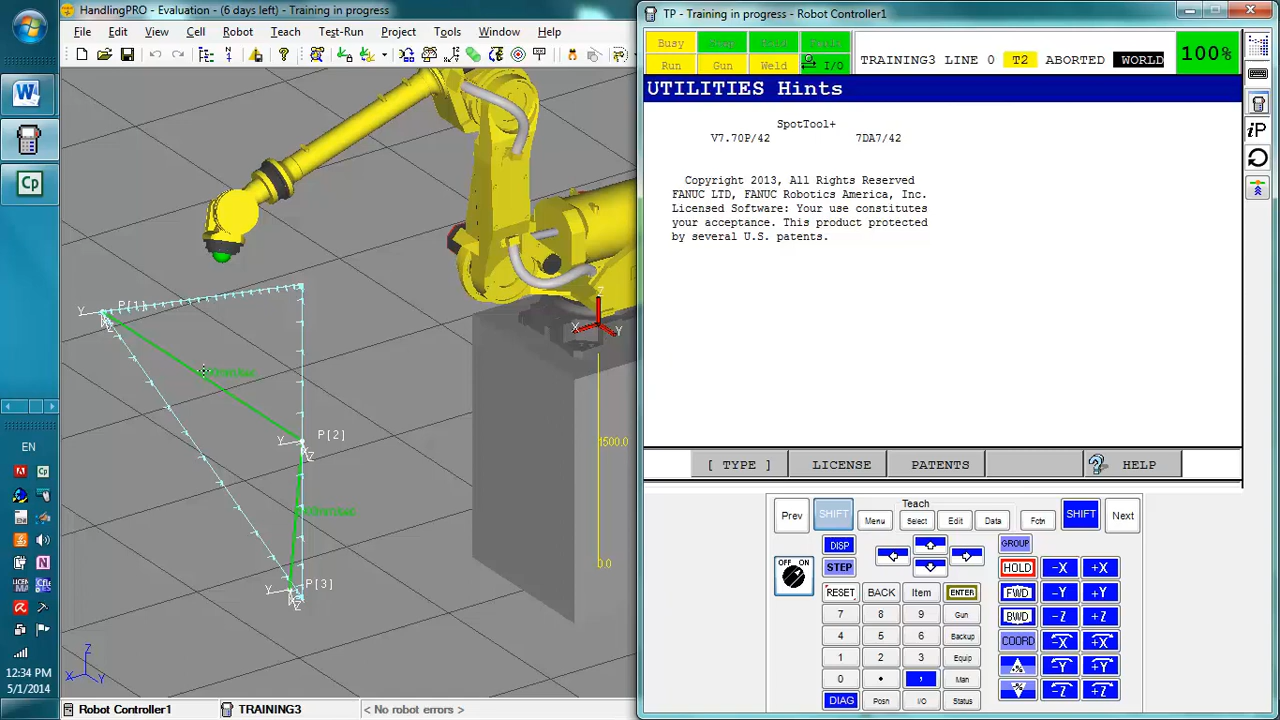 HandlingPRO - Evaluation - (6 days left) - Training in progress
File Edit View Cell Robot Teach Test-Run Project Tools Window Help
P[1]
Y
Z
P[2]
Y
Z
P[3]
Y
Z
Z
X Y
1500.0
0.0
Z
X Y
EN
12:34 PM
5/1/2014
Robot Controller1 TRAINING3 < No robot errors >
TP - Training in progress - Robot Controller1
Busy
Run Gun Weld I/O
TRAINING3 LINE 0 T2 ABORTED WORLD 100%
UTILITIES Hints
SpotTool+
V7.70P/42 7DA7/42
Copyright 2013, All Rights Reserved
FANUC LTD, FANUC Robotics America, Inc.
Licensed Software: Your use constitutes
your acceptance. This product protected
by several U.S. patents.
[ TYPE ] LICENSE PATENTS HELP
iP
Teach
Prev SHIFT Menu Select Edit Data Fctn SHIFT Next
DISP GROUP
OFF ON STEP HOLD -X +X
RESET BACK Item ENTER FWD -Y +Y
7 8 9 Gun BWD -Z +Z
4 5 6 Backup COORD -X +X
1 2 3 Equip +% -Y +Y
0 . , Man -% -Z +Z
DIAG Posn I/O Status